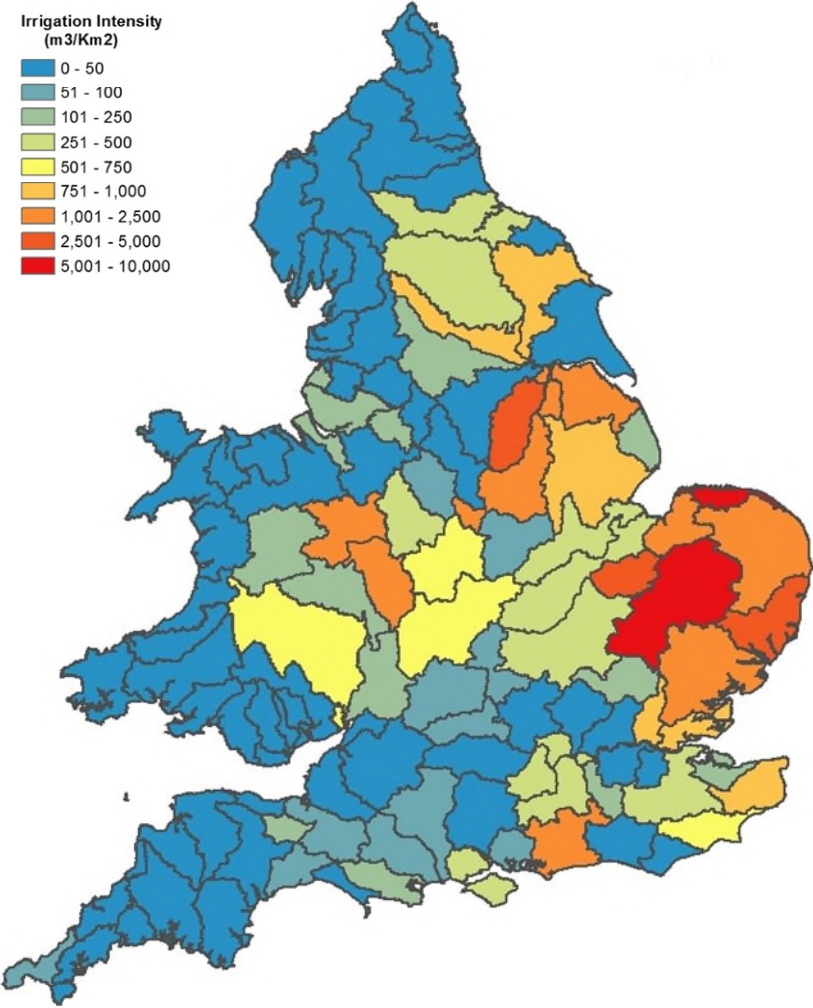 Irrigation Intensity
(m3/Km2)
0 - 50
51 - 100
101 - 250
251 - 500
501 - 750
751 - 1,000
1,001 - 2,500
2,501 - 5,000
5,001 - 10,000